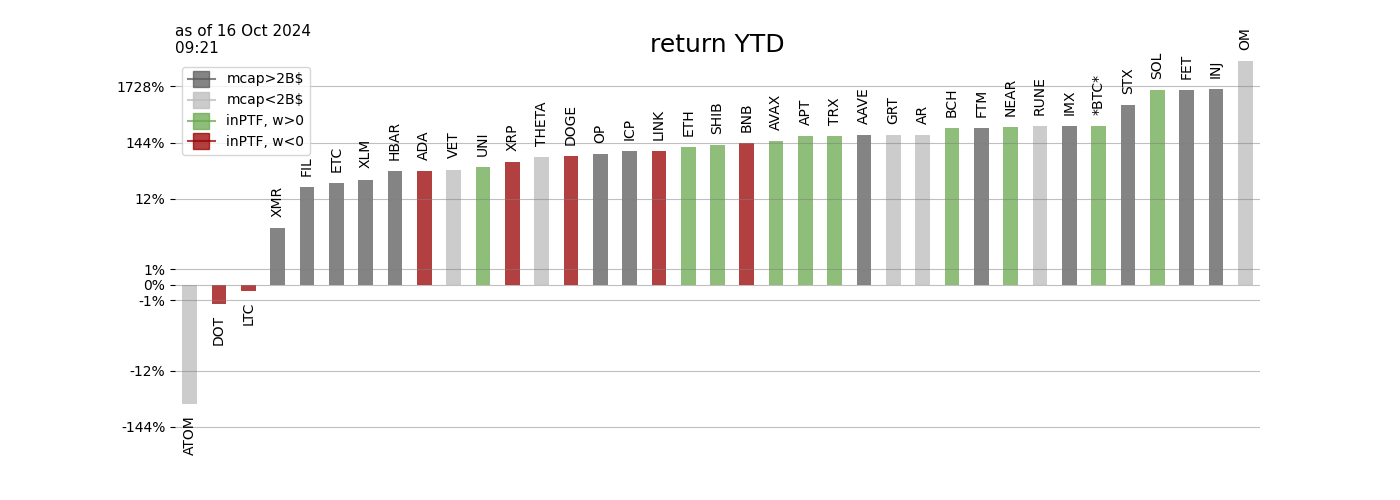 as of 16 Oct 2024
09:21
return YTD
mcap>2B$
mcap<2B$
inPTF, w>0
inPTF, w<0
1728%
144%
12%
1%
0%
-1%
-12%
-144%
ATOM
DOT
LTC
XMR
FIL
ETC
XLM
HBAR
ADA
VET
UNI
XRP
THETA
DOGE
OP
ICP
LINK
ETH
SHIB
BNB
AVAX
APT
TRX
AAVE
GRT
AR
BCH
FTM
NEAR
RUNE
IMX
*BTC*
STX
SOL
FET
INJ
OM